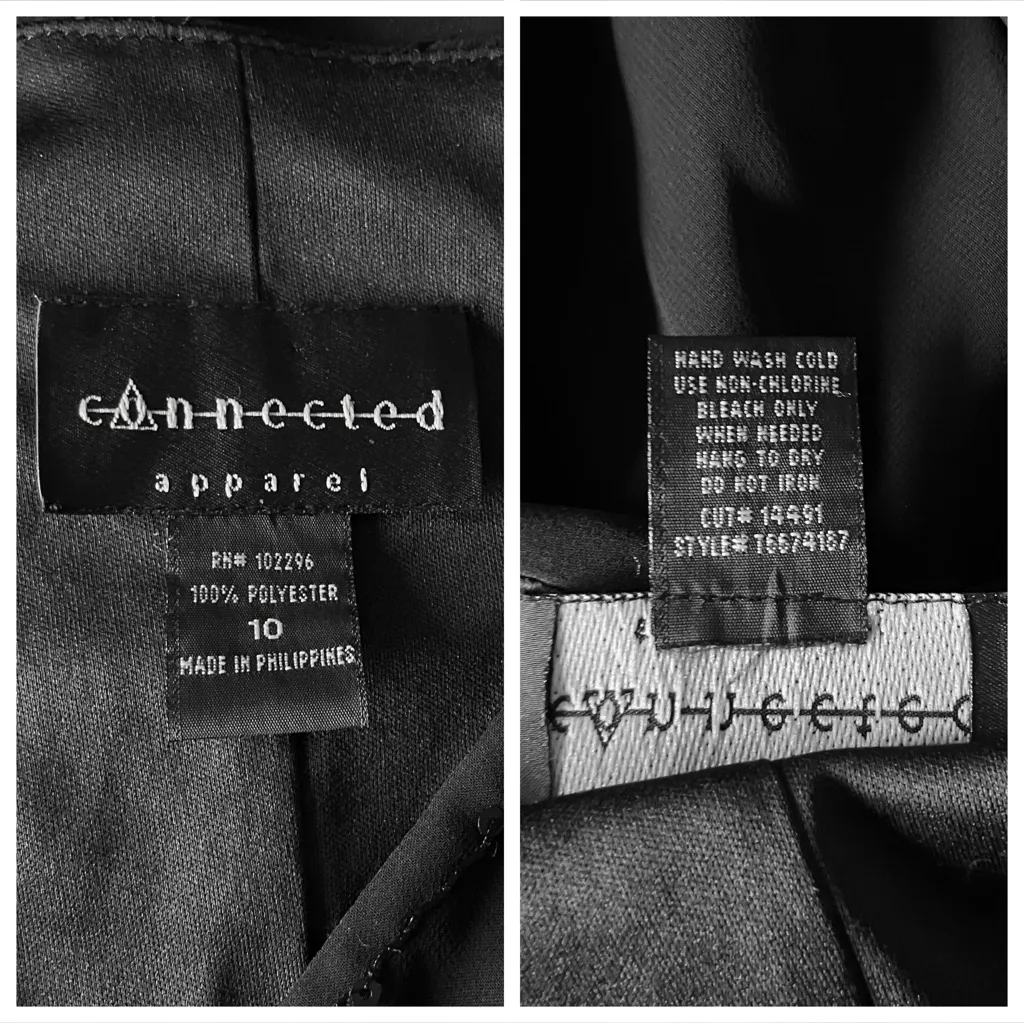 connected
apparel
RN# 102296
100% POLYESTER
10
MADE IN PHILIPPINES
HAND WASH COLD
USE NON-CHLORINE
BLEACH ONLY
WHEN NEEDED
HANG TO DRY
DO NOT IRON
CUT# 14491
STYLE# T6674187